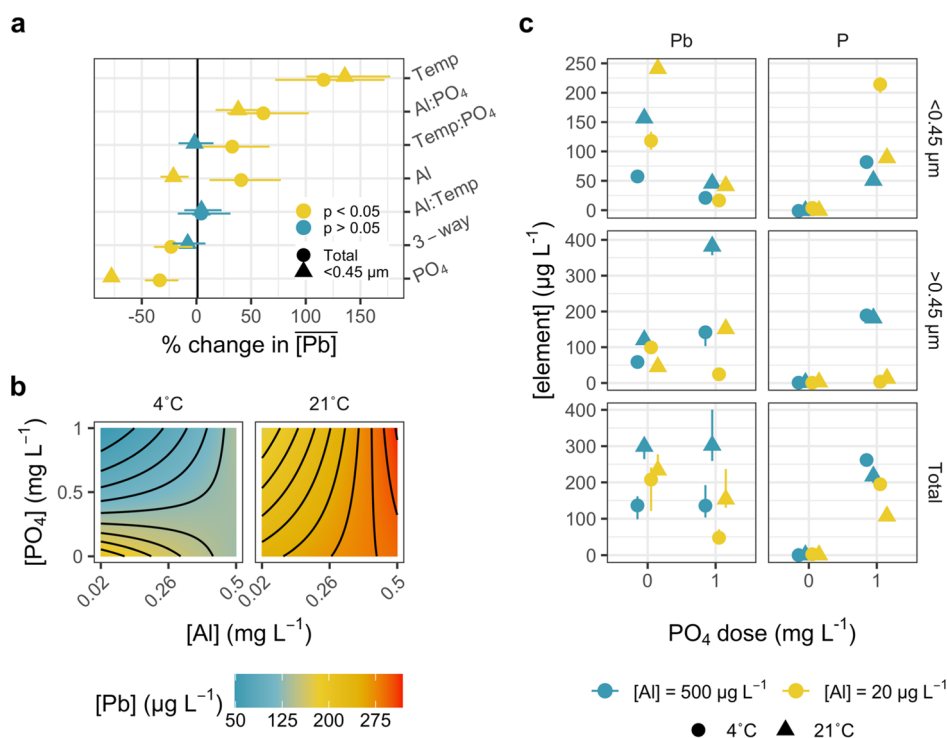 a
Temp
Al:PO₄
Temp:PO₄
Al
Al:Temp
3 – way
PO₄
p < 0.05
p > 0.05
Total
<0.45 µm
-50 0 50 100 150
% change in [Pb]
b
4˚C 21˚C
[PO₄] (mg L⁻¹)
1
0.5
0
0.02 0.26 0.5 0.02 0.26 0.5
[Al] (mg L⁻¹)
[Pb] (µg L⁻¹)
50 125 200 275
c
Pb P
[element] (µg L⁻¹)
250
200
150
100
50
0
<0.45 µm
400
300
200
100
0
>0.45 µm
400
300
200
100
0
Total
0 1 0 1
PO₄ dose (mg L⁻¹)
[Al] = 500 µg L⁻¹ [Al] = 20 µg L⁻¹
4˚C 21˚C